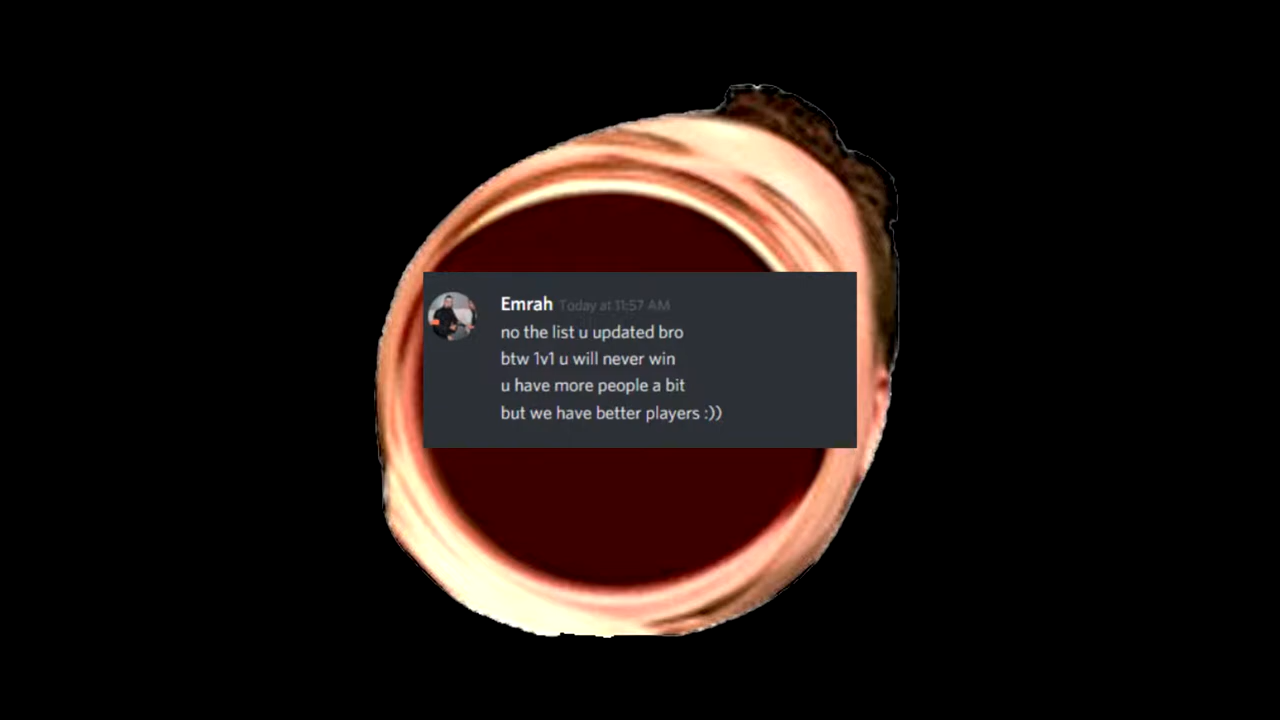 Emrah Today at 11:57 AM
no the list u updated bro
btw 1v1 u will never win
u have more people a bit
but we have better players :))